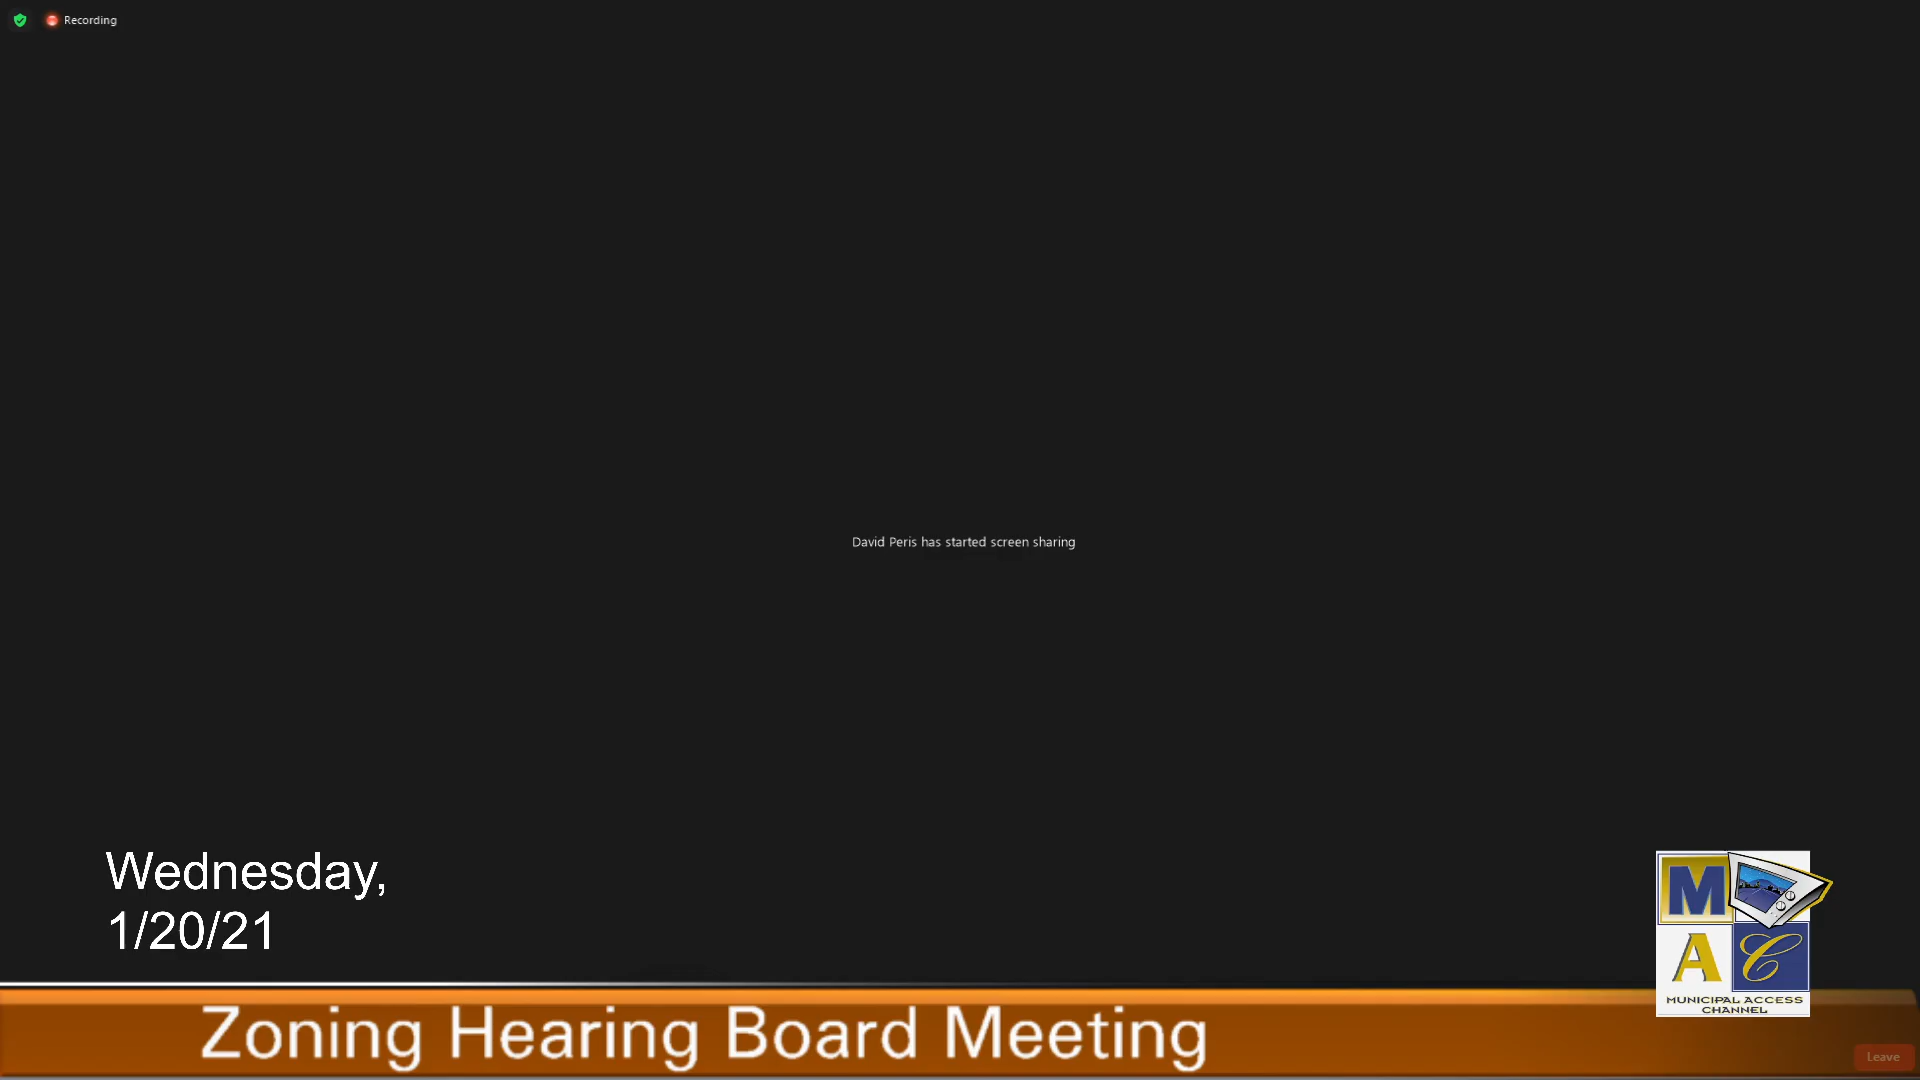 Recording
David Peris has started screen sharing
Wednesday,
1/20/21
M
A C
MUNICIPAL ACCESS
CHANNEL
Zoning Hearing Board Meeting
Leave